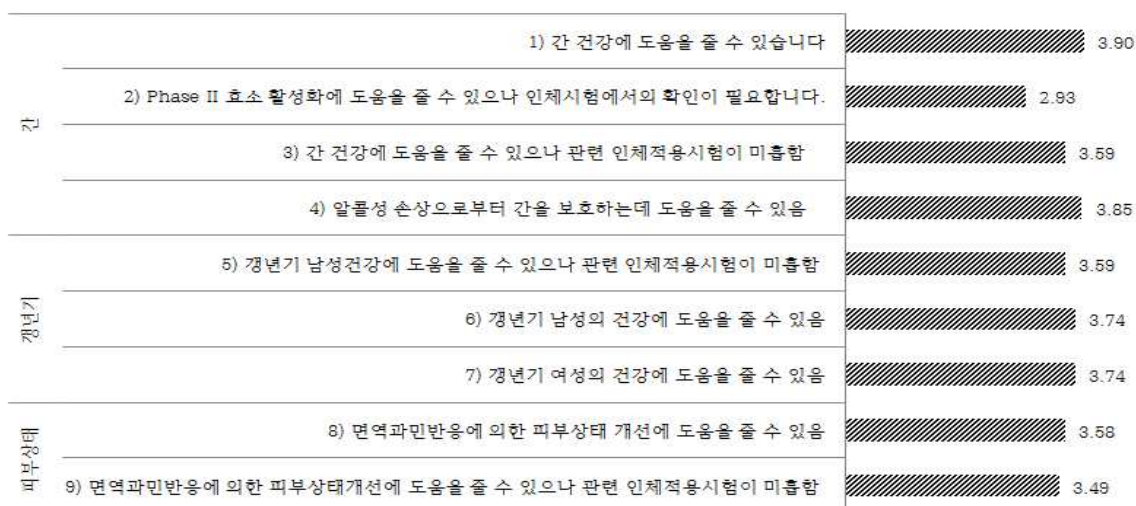 간
1) 간 건강에 도움을 줄 수 있습니다 3.90
2) Phase II 효소 활성화에 도움을 줄 수 있으나 인체시험에서의 확인이 필요합니다. 2.93
3) 간 건강에 도움을 줄 수 있으나 관련 인체적용시험이 미흡함 3.59
4) 알콜성 손상으로부터 간을 보호하는데 도움을 줄 수 있음 3.85
갱년기
5) 갱년기 남성건강에 도움을 줄 수 있으나 관련 인체적용시험이 미흡함 3.59
6) 갱년기 남성의 건강에 도움을 줄 수 있음 3.74
7) 갱년기 여성의 건강에 도움을 줄 수 있음 3.74
피부상태
8) 면역과민반응에 의한 피부상태 개선에 도움을 줄 수 있음 3.58
9) 면역과민반응에 의한 피부상태개선에 도움을 줄 수 있으나 관련 인체적용시험이 미흡함 3.49